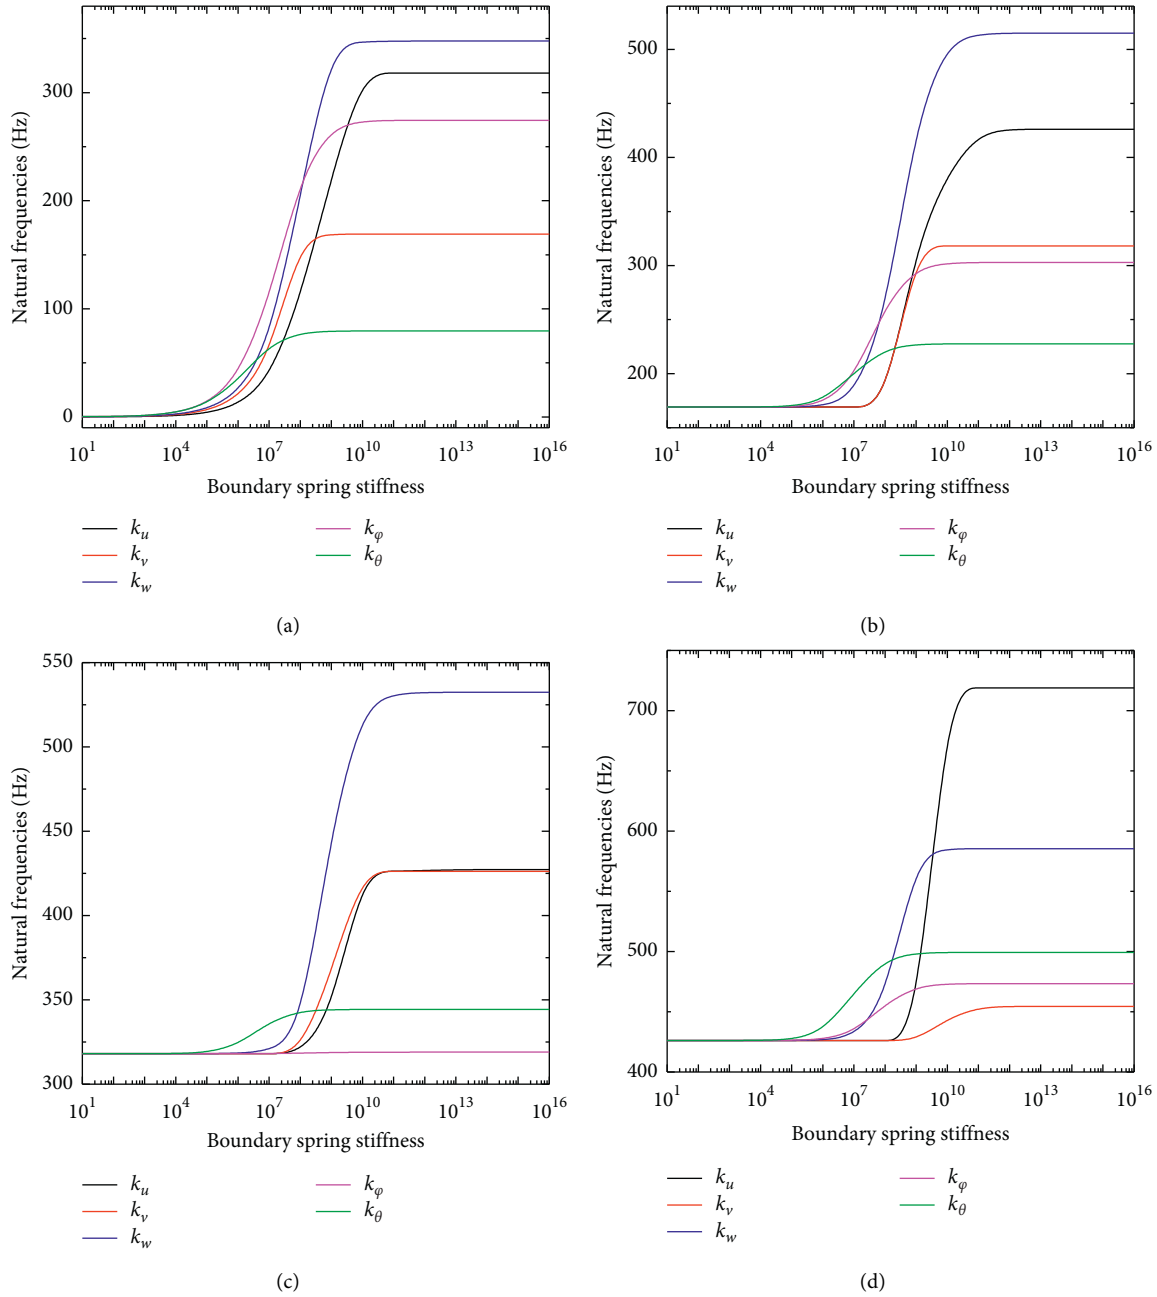 Natural frequencies (Hz)
300
200
100
0
10^1 10^4 10^7 10^10 10^13 10^16
Boundary spring stiffness
k_u
k_v
k_w
k_φ
k_θ
(a)
Natural frequencies (Hz)
500
400
300
200
10^1 10^4 10^7 10^10 10^13 10^16
Boundary spring stiffness
k_u
k_v
k_w
k_φ
k_θ
(b)
Natural frequencies (Hz)
550
500
450
400
350
300
10^1 10^4 10^7 10^10 10^13 10^16
Boundary spring stiffness
k_u
k_v
k_w
k_φ
k_θ
(c)
Natural frequencies (Hz)
700
600
500
400
10^1 10^4 10^7 10^10 10^13 10^16
Boundary spring stiffness
k_u
k_v
k_w
k_φ
k_θ
(d)